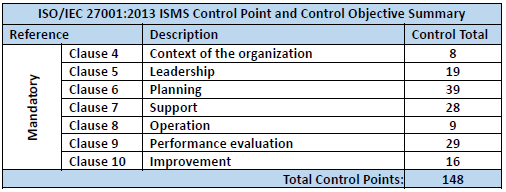 ISO/IEC 27001:2013 ISMS Control Point and Control Objective Summary
Reference Description Control Total
Mandatory
Clause 4 Context of the organization 8
Clause 5 Leadership 19
Clause 6 Planning 39
Clause 7 Support 28
Clause 8 Operation 9
Clause 9 Performance evaluation 29
Clause 10 Improvement 16
Total Control Points: 148